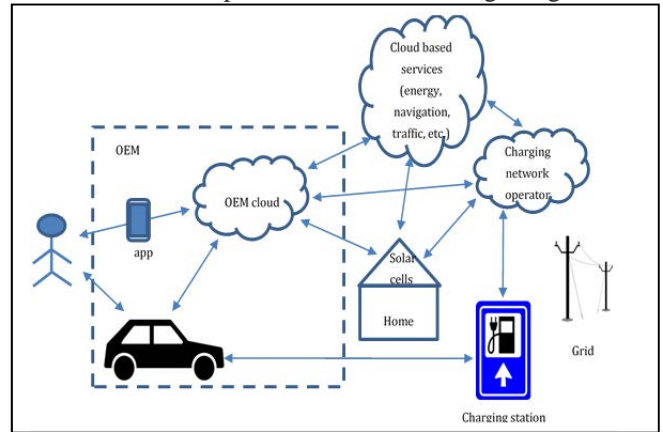 Cloud based
services
(energy,
navigation,
traffic, etc.)
OEM
Charging
network
operator
OEM cloud
app
Solar
cells
Home
Grid
Charging station